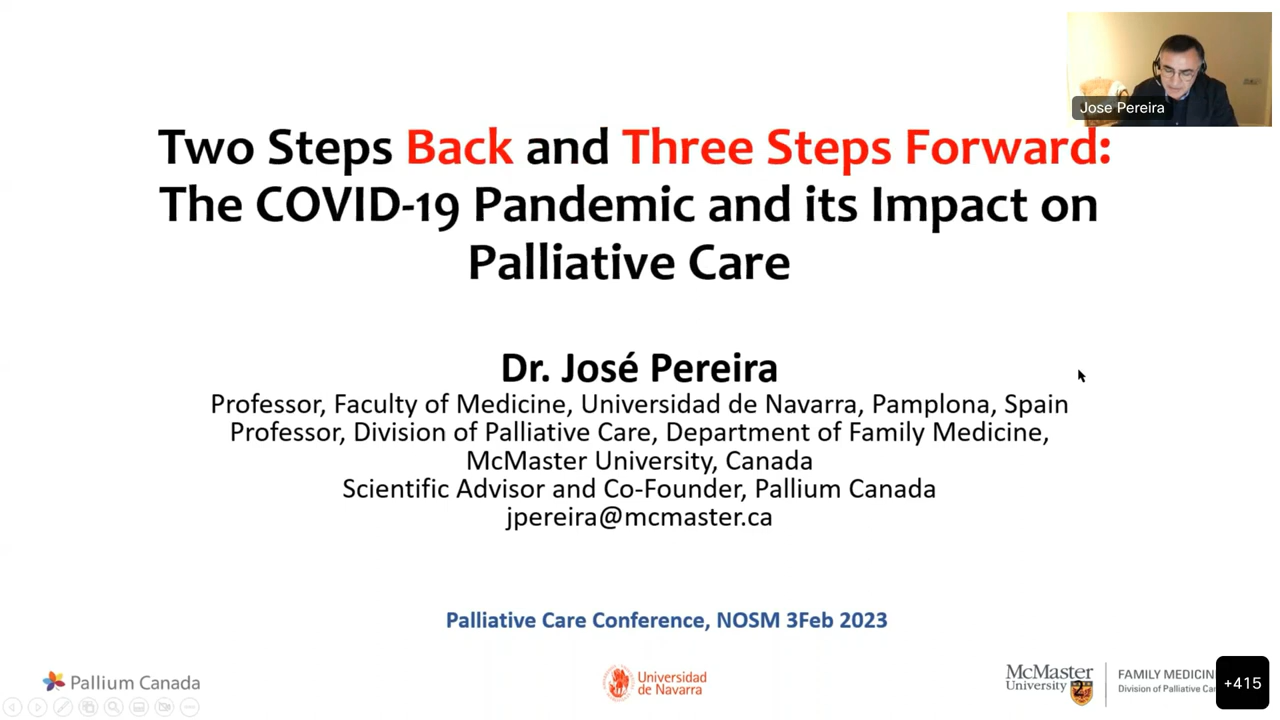 Jose Pereira
Two Steps Back and Three Steps Forward:
The COVID-19 Pandemic and its Impact on
Palliative Care
Dr. José Pereira
Professor, Faculty of Medicine, Universidad de Navarra, Pamplona, Spain
Professor, Division of Palliative Care, Department of Family Medicine,
McMaster University, Canada
Scientific Advisor and Co-Founder, Pallium Canada
jpereira@mcmaster.ca
Palliative Care Conference, NOSM 3Feb 2023
Pallium Canada
Universidad
de Navarra
McMaster
University
FAMILY MEDICIN
Division of Palliative Car
+415